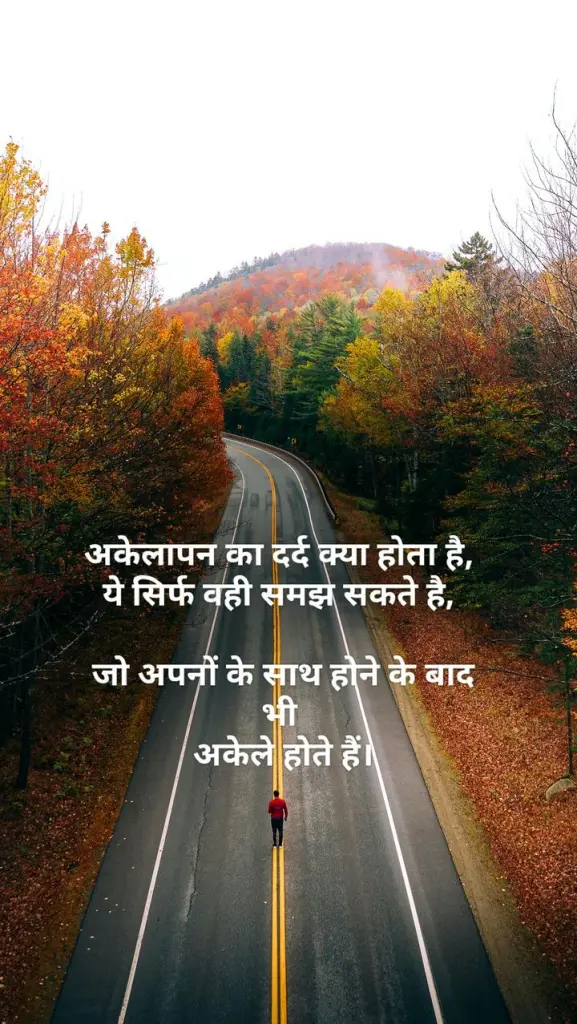 अकेलापन का दर्द क्या होता है,
ये सिर्फ वही समझ सकते है,
जो अपनों के साथ होने के बाद
भी
अकेले होते हैं।